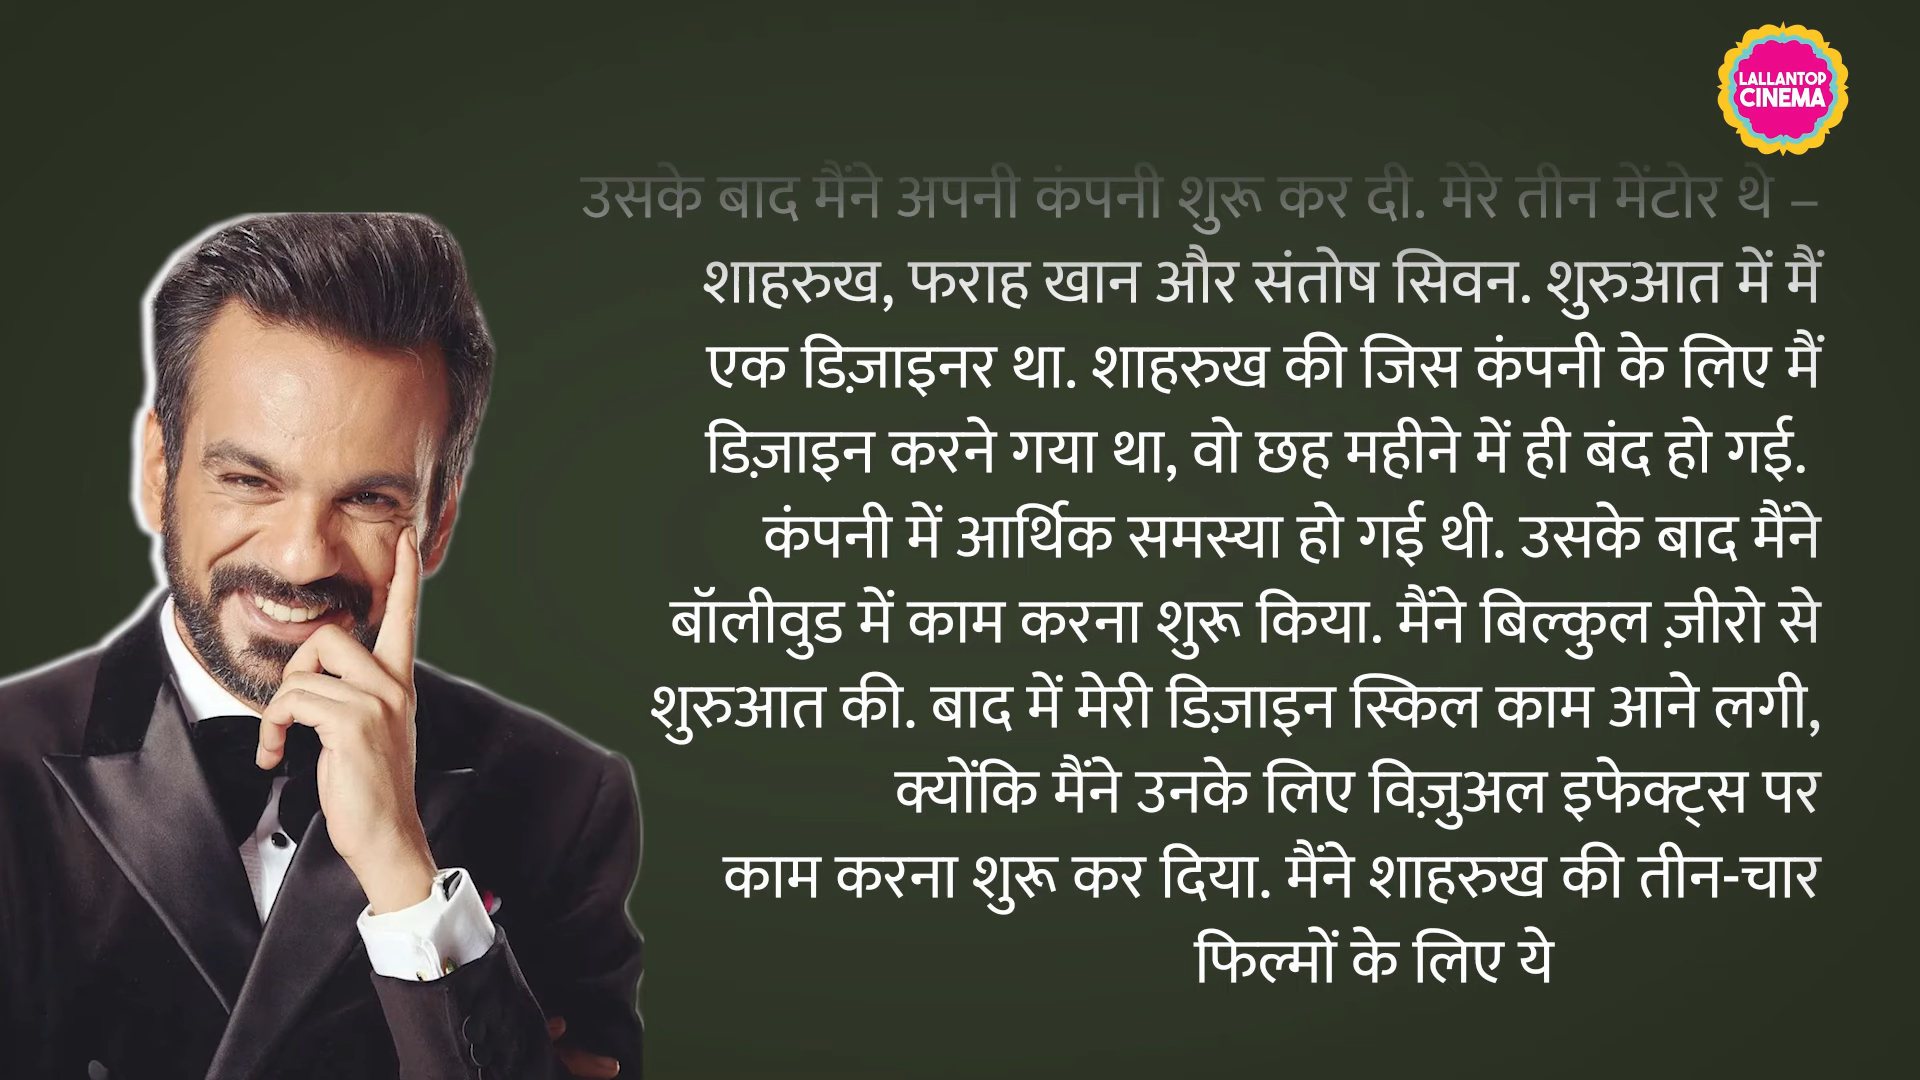 LALLANTOP
CINEMA
उसके बाद मैंने अपनी कंपनी शुरू कर दी. मेरे तीन मेंटोर थे –
शाहरुख, फराह खान और संतोष सिवन. शुरुआत में मैं
एक डिज़ाइनर था. शाहरुख की जिस कंपनी के लिए मैं
डिज़ाइन करने गया था, वो छह महीने में ही बंद हो गई.
कंपनी में आर्थिक समस्या हो गई थी. उसके बाद मैंने
बॉलीवुड में काम करना शुरू किया. मैंने बिल्कुल ज़ीरो से
शुरुआत की. बाद में मेरी डिज़ाइन स्किल काम आने लगी,
क्योंकि मैंने उनके लिए विज़ुअल इफेक्ट्स पर
काम करना शुरू कर दिया. मैंने शाहरुख की तीन-चार
फिल्मों के लिए ये